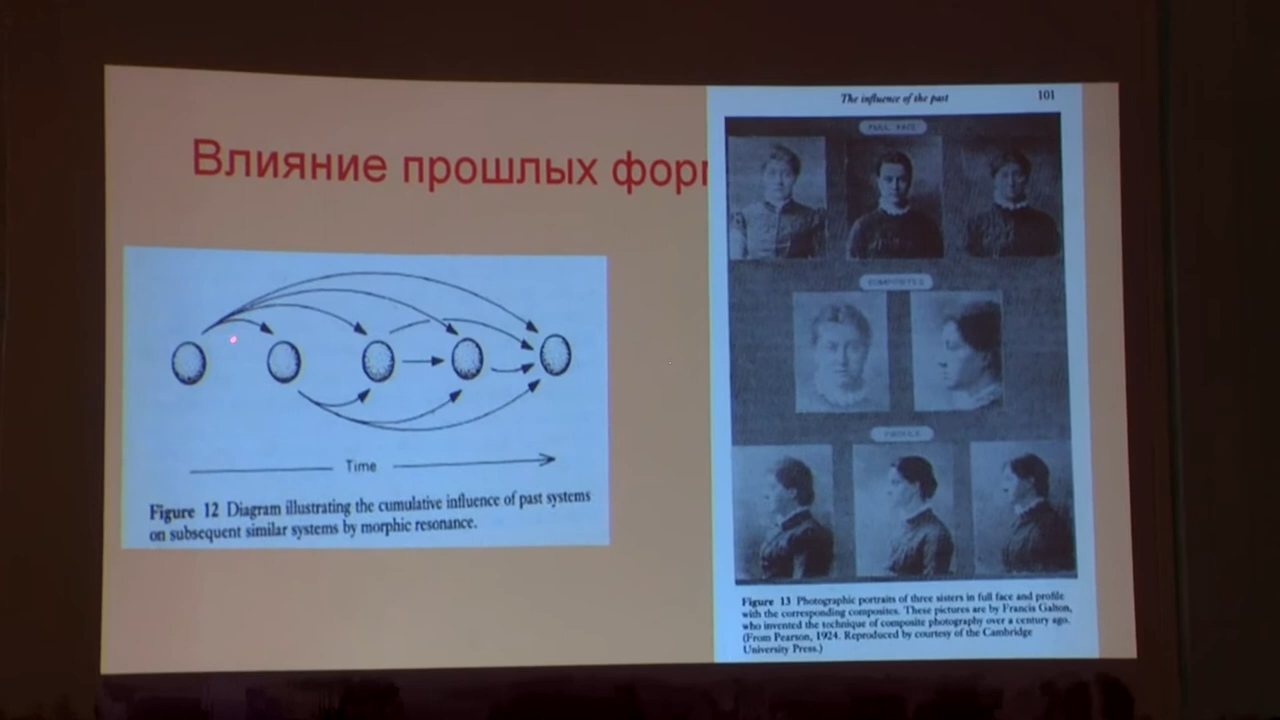 Влияние прошлых фор
Time
Figure 12 Diagram illustrating the cumulative influence of past systems
on subsequent similar systems by morphic resonance.
The influence of the past 101
FULL FACE
COMPOSITES
PROFILE
Figure 13 Photographic portraits of three sisters in full face and profile
with the corresponding composites. These pictures are by Francis Galton,
who invented the technique of composite photography over a century ago.
(From Pearson, 1924. Reproduced by courtesy of the Cambridge
University Press.)